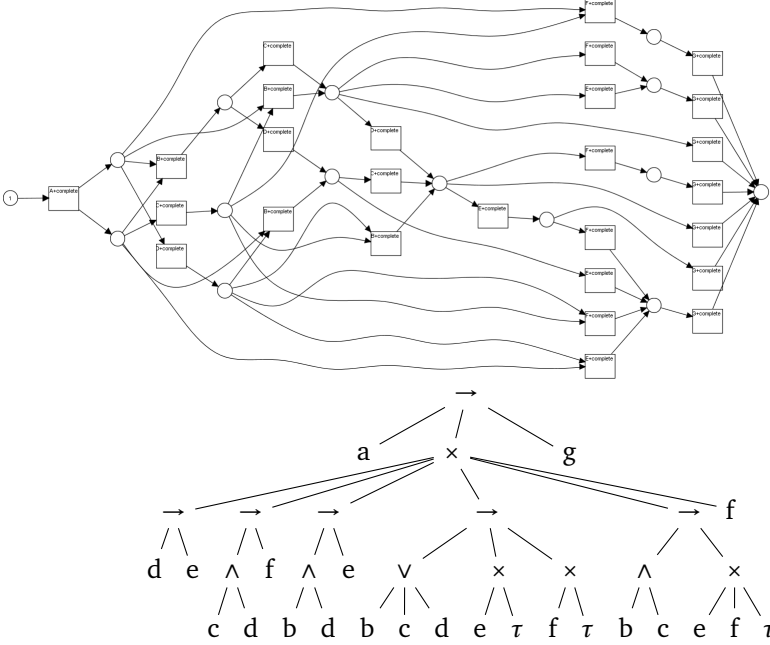 F+complete
C+complete F+complete
G+complete
B+complete E+complete
G+complete
D+complete D+complete
G+complete
F+complete
B+complete
C+complete
G+complete
1 A+complete
C+complete B+complete E+complete
G+complete
F+complete
B+complete
D+complete
G+complete
E+complete
G+complete
F+complete
E+complete
→
a × g
→ → → → → f
d e ∧ f ∧ e ∨ × × ∧ ×
c d b d b c d e τ f τ b c e f τ